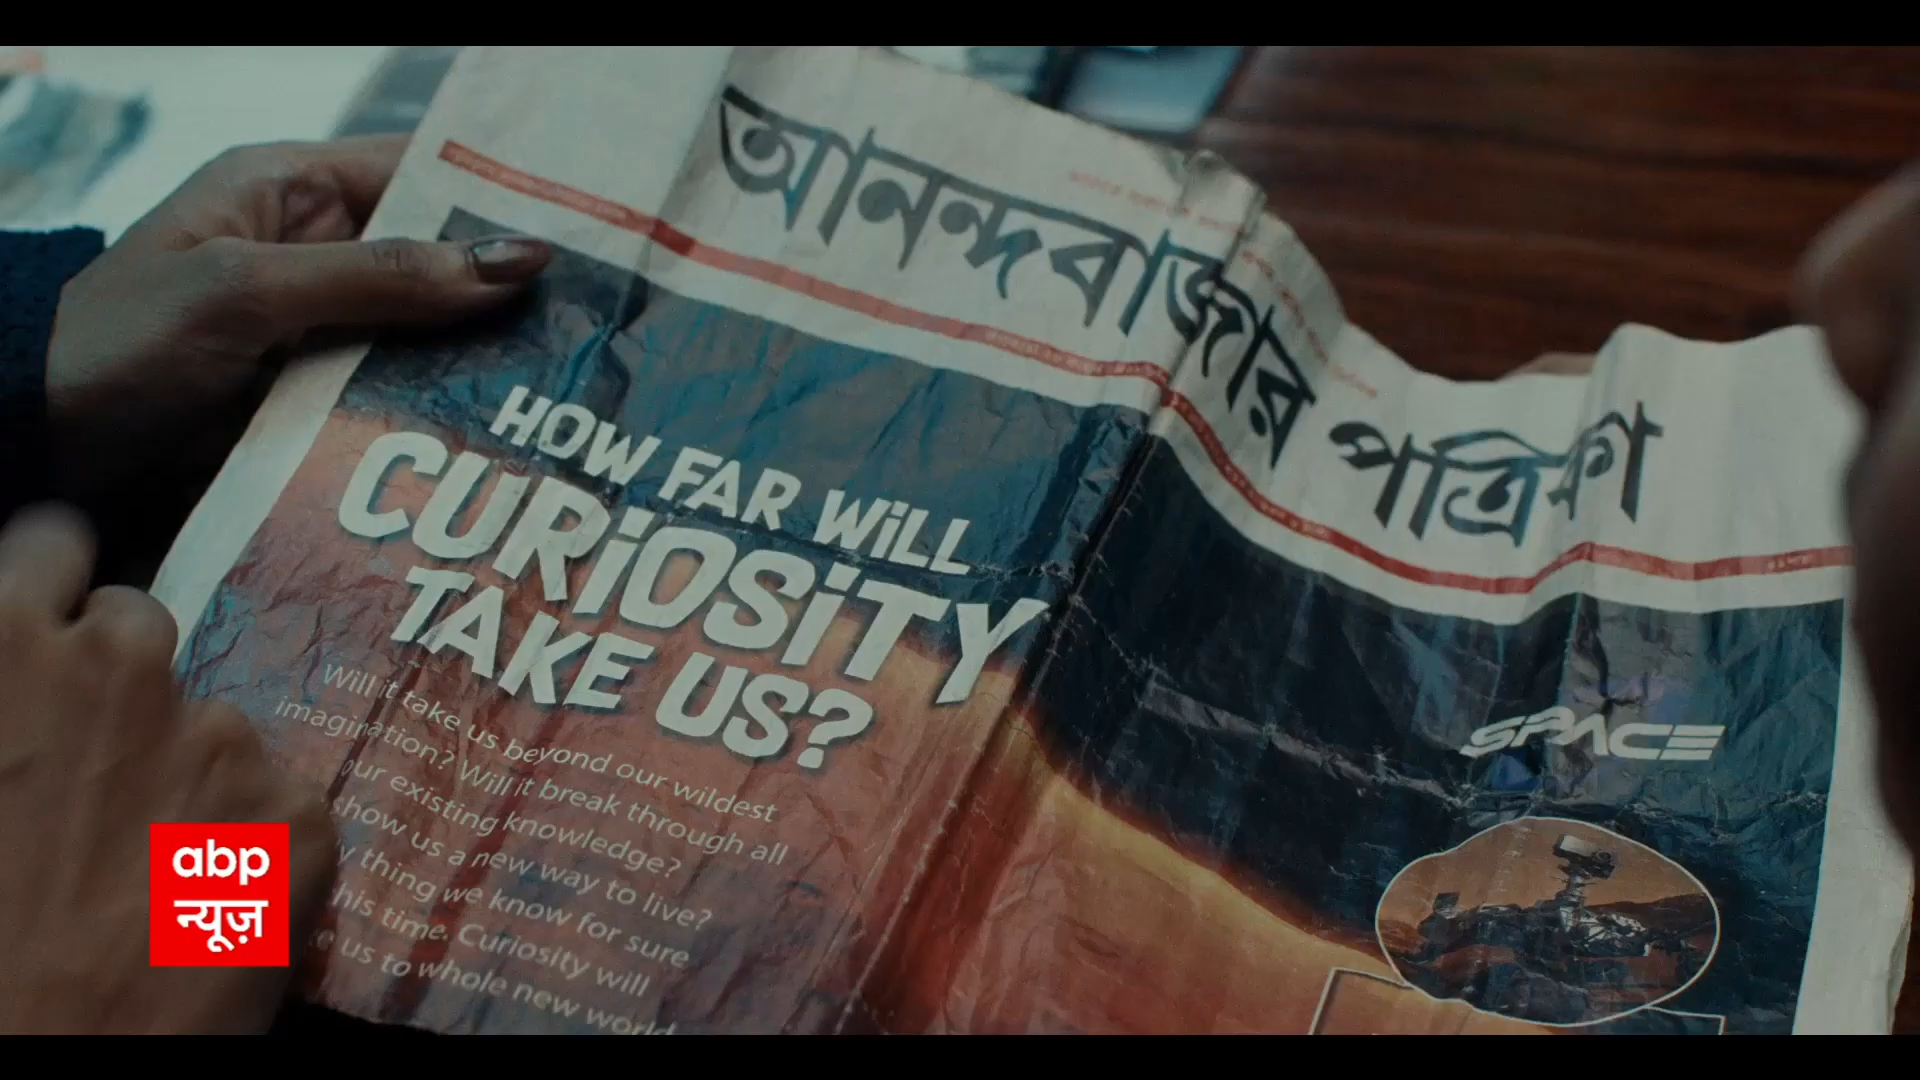 আনন্দবাজার পত্রিকা
HOW FAR WiLL
CURiOSiTY
TAKE US?
Will it take us beyond our wildest
imagination? Will it break through all
our existing knowledge?
show us a new way to live?
thing we know for sure
his time. Curiosity will
us to whole new world
SPACE
abp
न्यूज़